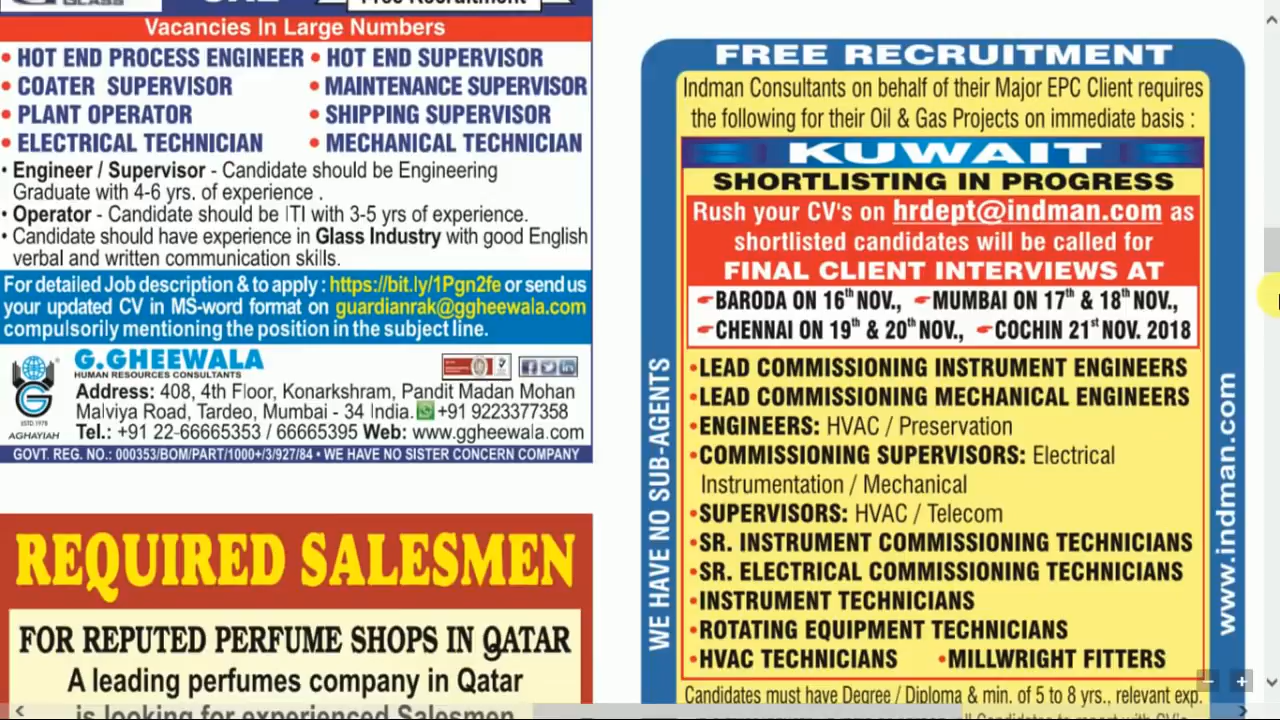 GLASS
Free Recruitment
Vacancies In Large Numbers
• HOT END PROCESS ENGINEER • HOT END SUPERVISOR
• COATER SUPERVISOR • MAINTENANCE SUPERVISOR
• PLANT OPERATOR • SHIPPING SUPERVISOR
• ELECTRICAL TECHNICIAN • MECHANICAL TECHNICIAN
• Engineer / Supervisor - Candidate should be Engineering
Graduate with 4-6 yrs. of experience .
• Operator - Candidate should be ITI with 3-5 yrs of experience.
• Candidate should have experience in Glass Industry with good English
verbal and written communication skills.
For detailed Job description & to apply : https://bit.ly/1Pgn2fe or send us
your updated CV in MS-word format on guardianrak@ggheewala.com
compulsorily mentioning the position in the subject line.
G.GHEEWALA
HUMAN RESOURCES CONSULTANTS
ESTD.1978
AGHAYIAH
Address: 408, 4th Floor, Konarkshram, Pandit Madan Mohan
Malviya Road, Tardeo, Mumbai - 34 India. +91 9223377358
Tel.: +91 22-66665353 / 66665395 Web: www.ggheewala.com
GOVT. REG. NO.: 000353/BOM/PART/1000+/3/927/84 • WE HAVE NO SISTER CONCERN COMPANY
REQUIRED SALESMEN
FOR REPUTED PERFUME SHOPS IN QATAR
A leading perfumes company in Qatar
is looking for experienced Salesmen
FREE RECRUITMENT
Indman Consultants on behalf of their Major EPC Client requires
the following for their Oil & Gas Projects on immediate basis :
KUWAIT
SHORTLISTING IN PROGRESS
Rush your CV's on hrdept@indman.com as
shortlisted candidates will be called for
FINAL CLIENT INTERVIEWS AT
BARODA ON 16th NOV., MUMBAI ON 17th & 18th NOV.,
CHENNAI ON 19th & 20th NOV., COCHIN 21st NOV. 2018
• LEAD COMMISSIONING INSTRUMENT ENGINEERS
• LEAD COMMISSIONING MECHANICAL ENGINEERS
• ENGINEERS: HVAC / Preservation
• COMMISSIONING SUPERVISORS: Electrical
Instrumentation / Mechanical
• SUPERVISORS: HVAC / Telecom
• SR. INSTRUMENT COMMISSIONING TECHNICIANS
• SR. ELECTRICAL COMMISSIONING TECHNICIANS
• INSTRUMENT TECHNICIANS
• ROTATING EQUIPMENT TECHNICIANS
• HVAC TECHNICIANS • MILLWRIGHT FITTERS
Candidates must have Degree / Diploma & min. of 5 to 8 yrs., relevant exp.
WE HAVE NO SUB-AGENTS
www.indman.com